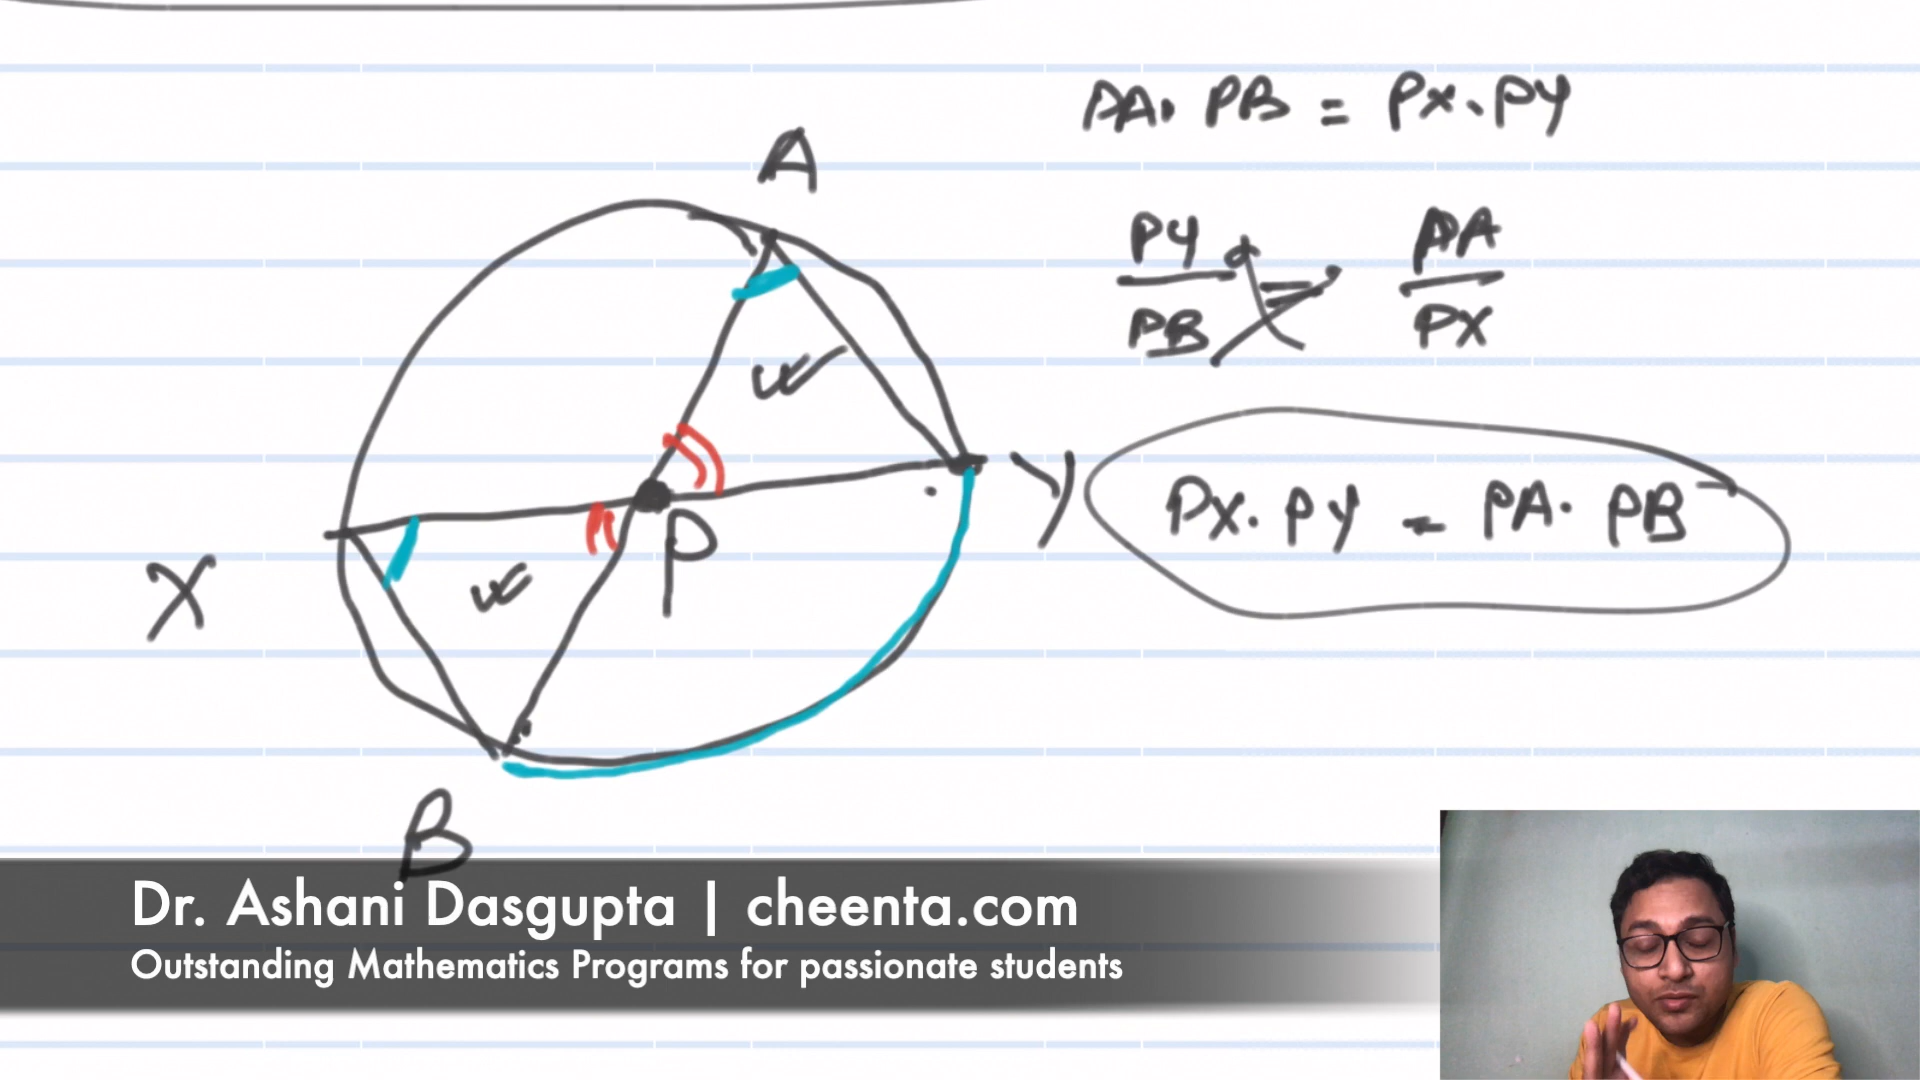 PA. PB = PX. PY
A
PY / PB = PA / PX
Y
PX. PY = PA. PB
P
X
B
Dr. Ashani Dasgupta | cheenta.com
Outstanding Mathematics Programs for passionate students